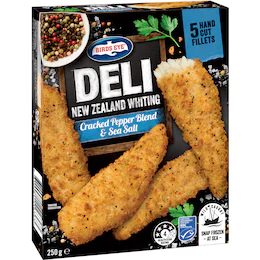 BIRDS EYE
5 HAND
CUT
FILLETS
DELI
NEW ZEALAND WHITING
Cracked Pepper Blend
& Sea Salt
SNAP FROZEN
AT SEA
250g e